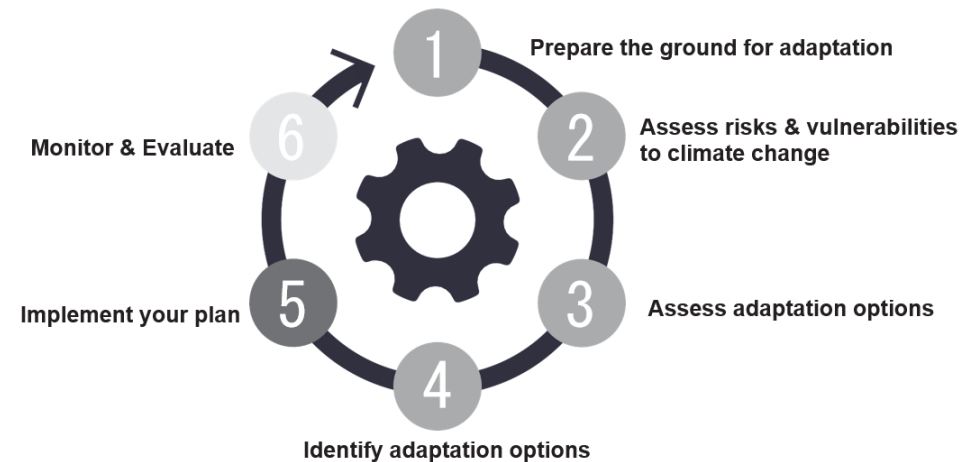 1
Prepare the ground for adaptation
2
Assess risks & vulnerabilities
to climate change
3
Assess adaptation options
4
Identify adaptation options
5
Implement your plan
6
Monitor & Evaluate